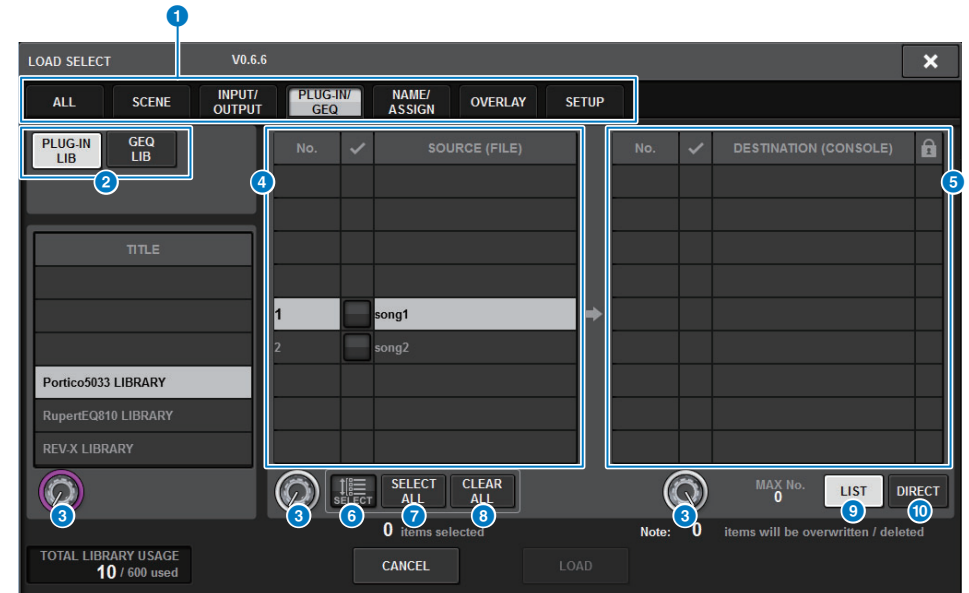 1
LOAD SELECT V0.6.6
ALL SCENE INPUT/ OUTPUT PLUG-IN/ GEQ NAME/ ASSIGN OVERLAY SETUP
PLUG-IN LIB GEQ LIB
2
4
No. SOURCE (FILE)
No. DESTINATION (CONSOLE)
5
TITLE
1 song1
2 song2
Portico5033 LIBRARY
RupertEQ810 LIBRARY
REV-X LIBRARY
SELECT SELECT ALL CLEAR ALL
MAX No. 0
LIST DIRECT
3 3 6 7 8 3 9 10
0 items selected
Note: 0 items will be overwritten / deleted
TOTAL LIBRARY USAGE
10 / 600 used
CANCEL LOAD